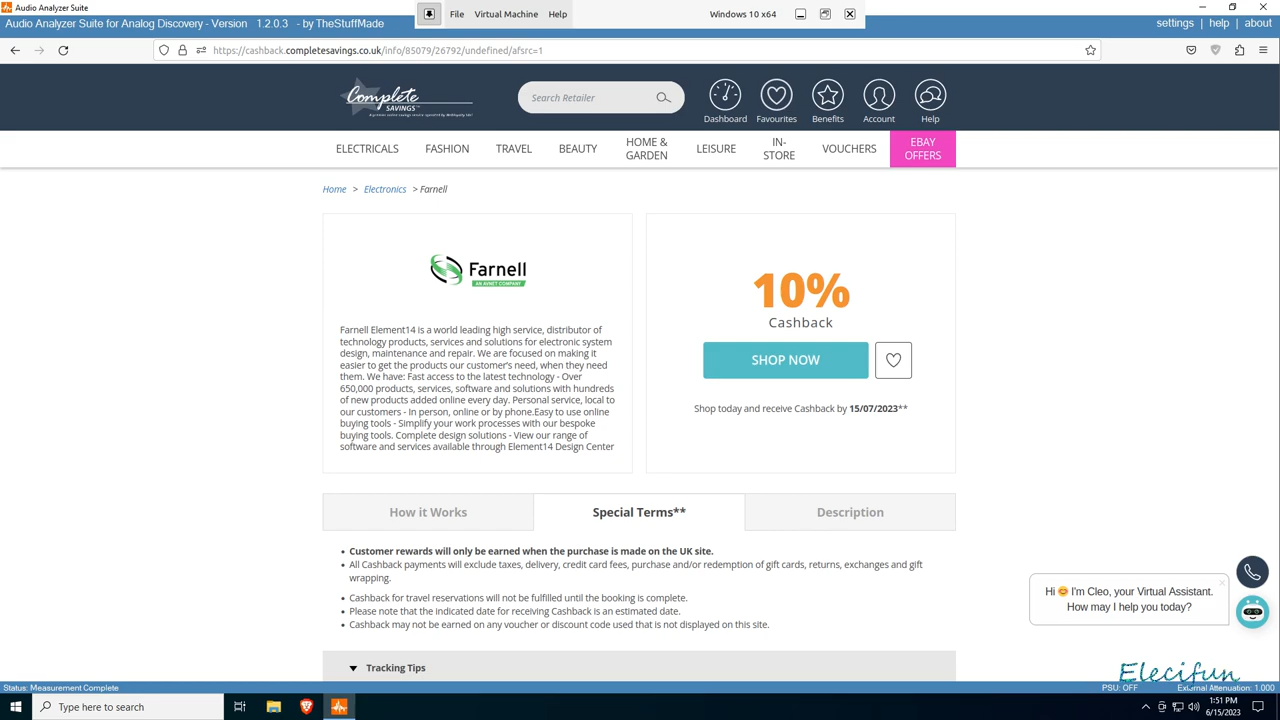 Audio Analyzer Suite
File Virtual Machine Help
Windows 10 x64
Audio Analyzer Suite for Analog Discovery - Version 1.2.0.3 - by TheStuffMade
settings | help | about
https://cashback.completesavings.co.uk/info/85079/26792/undefined/afsrc=1
Complete
SAVINGS
Search Retailer
Dashboard
Favourites
Benefits
Account
Help
ELECTRICALS
FASHION
TRAVEL
BEAUTY
HOME &
GARDEN
LEISURE
IN-
STORE
VOUCHERS
EBAY
OFFERS
Home > Electronics > Farnell
Farnell
AN AVNET COMPANY
Farnell Element14 is a world leading high service, distributor of
technology products, services and solutions for electronic system
design, maintenance and repair. We are focused on making it
easier to get the products our customer's need, when they need
them. We have: Fast access to the latest technology - Over
650,000 products, services, software and solutions with hundreds
of new products added online every day. Personal service, local to
our customers - In person, online or by phone.Easy to use online
buying tools - Simplify your work processes with our bespoke
buying tools. Complete design solutions - View our range of
software and services available through Element14 Design Center
10%
Cashback
SHOP NOW
Shop today and receive Cashback by 15/07/2023**
How it Works
Special Terms**
Description
• Customer rewards will only be earned when the purchase is made on the UK site.
• All Cashback payments will exclude taxes, delivery, credit card fees, purchase and/or redemption of gift cards, returns, exchanges and gift
wrapping.
• Cashback for travel reservations will not be fulfilled until the booking is complete.
• Please note that the indicated date for receiving Cashback is an estimated date.
• Cashback may not be earned on any voucher or discount code used that is not displayed on this site.
Hi 😊 I'm Cleo, your Virtual Assistant.
How may I help you today?
Tracking Tips
Elecifun
Status: Measurement Complete
PSU: OFF
External Attenuation: 1.000
Type here to search
1:51 PM
6/15/2023